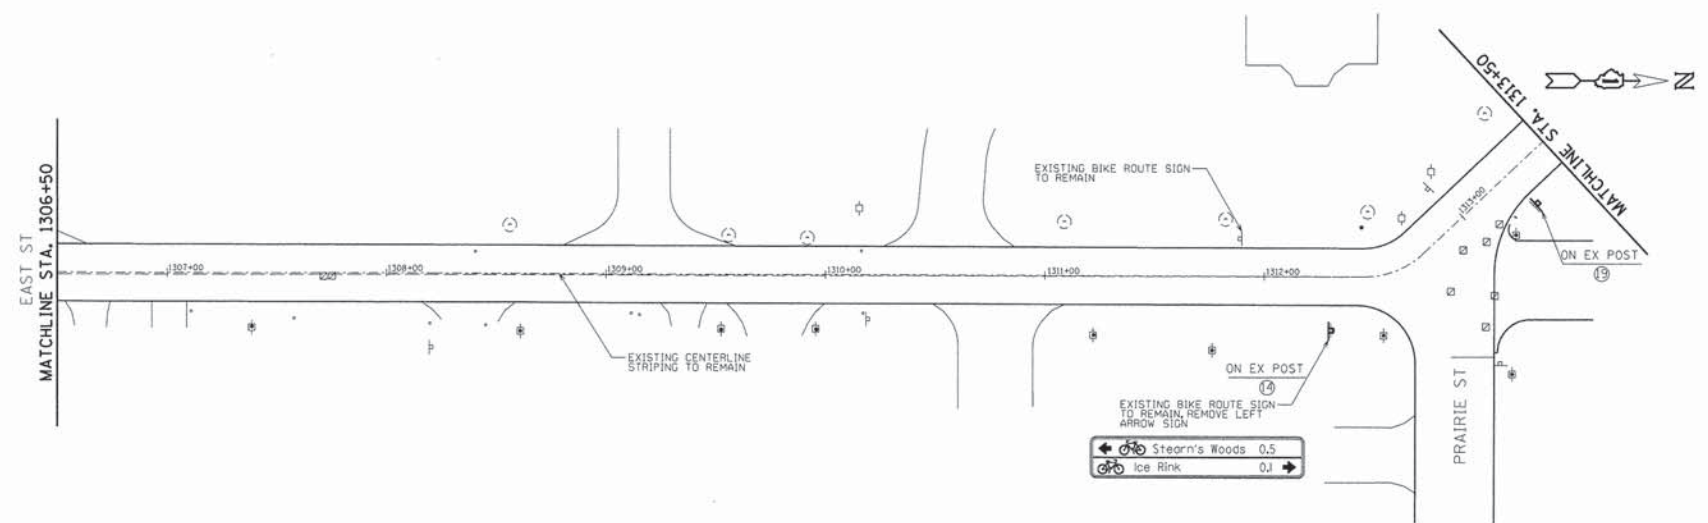 EAST ST
MATCHLINE STA. 1306+50
1307+00
1308+00
1309+00
1310+00
1311+00
1312+00
1313+00
EXISTING CENTERLINE
STRIPING TO REMAIN
EXISTING BIKE ROUTE SIGN
TO REMAIN
MATCHLINE STA. 1313+50
N
ON EX POST
19
ON EX POST
14
EXISTING BIKE ROUTE SIGN
TO REMAIN, REMOVE LEFT
ARROW SIGN
Stearn's Woods 0.5
Ice Rink 0.1
PRAIRIE ST